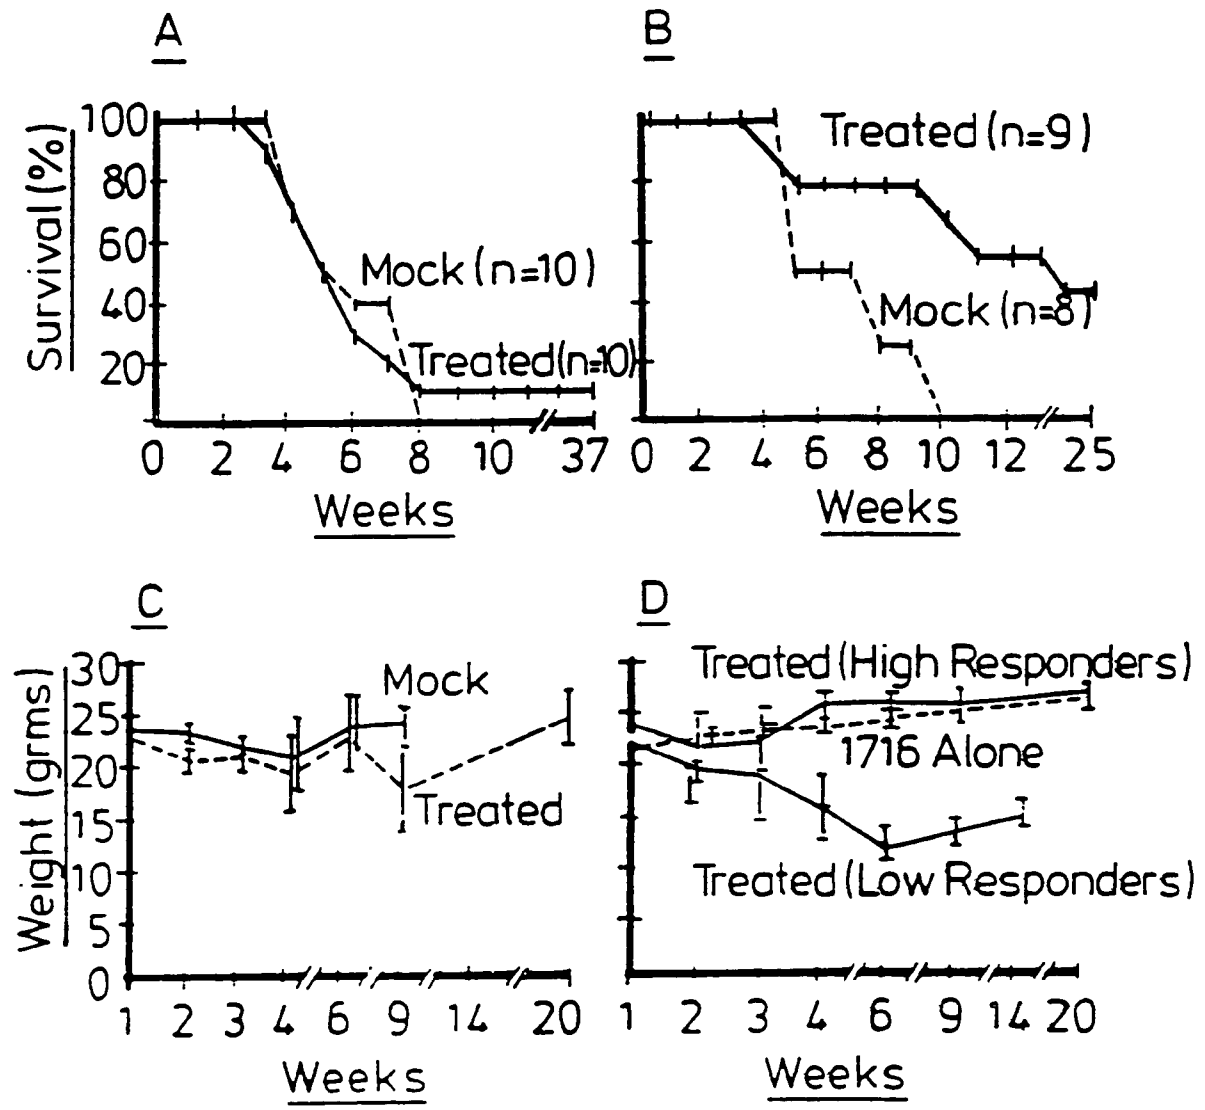 A
B
Survival (%)
100
80
60
40
20
Mock (n=10)
Treated (n=10)
0 2 4 6 8 10 37
Weeks
Treated (n=9)
Mock (n=8)
0 2 4 6 8 10 12 25
Weeks
C
D
Weight (grms)
30
25
20
15
10
5
0
Mock
Treated
1 2 3 4 6 9 14 20
Weeks
Treated (High Responders)
1716 Alone
Treated (Low Responders)
1 2 3 4 6 9 14 20
Weeks